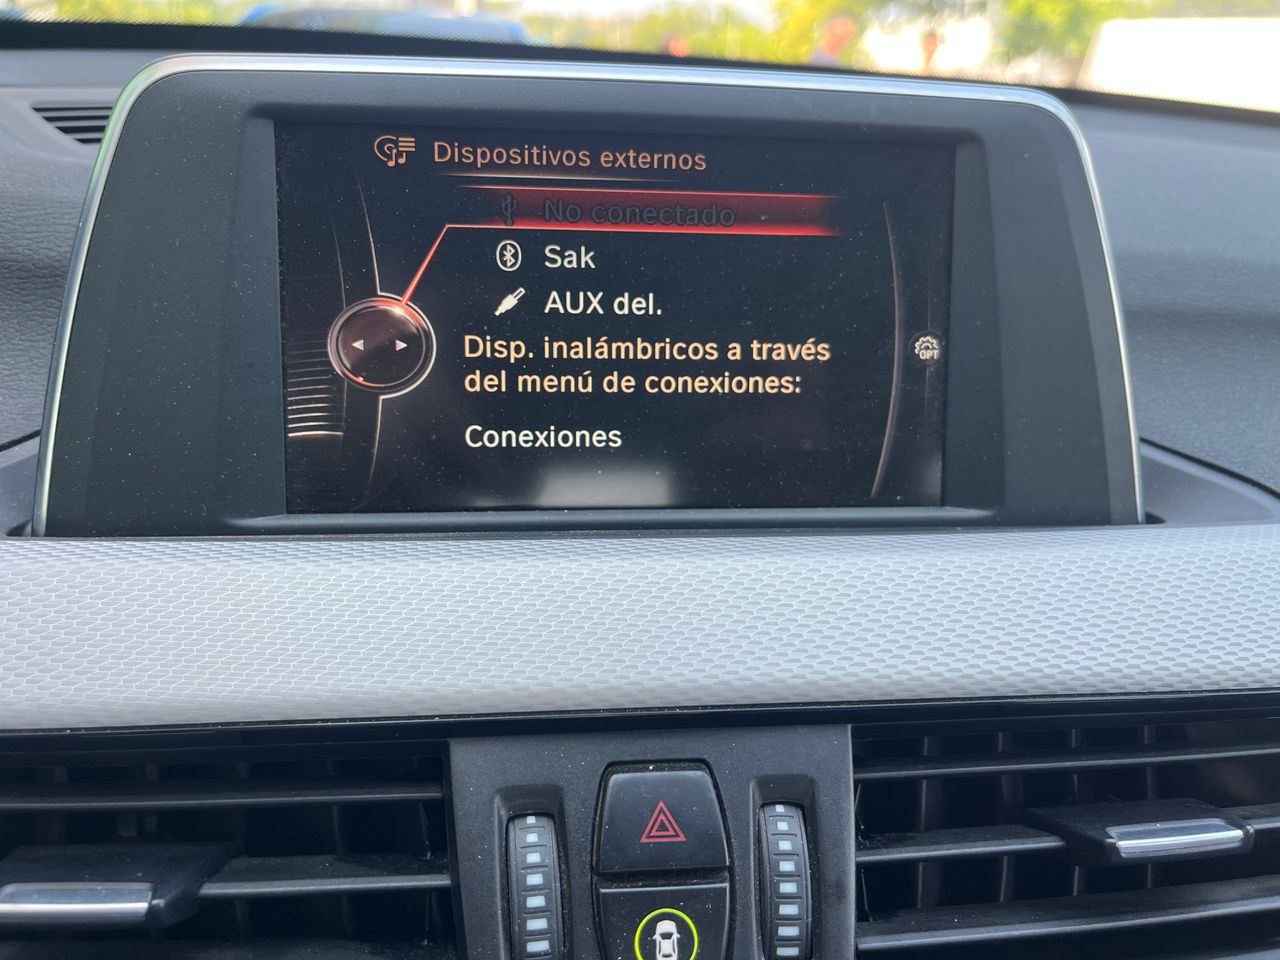 Dispositivos externos
No conectado
Sak
AUX del.
Disp. inalámbricos a través
del menú de conexiones:
OPT
Conexiones